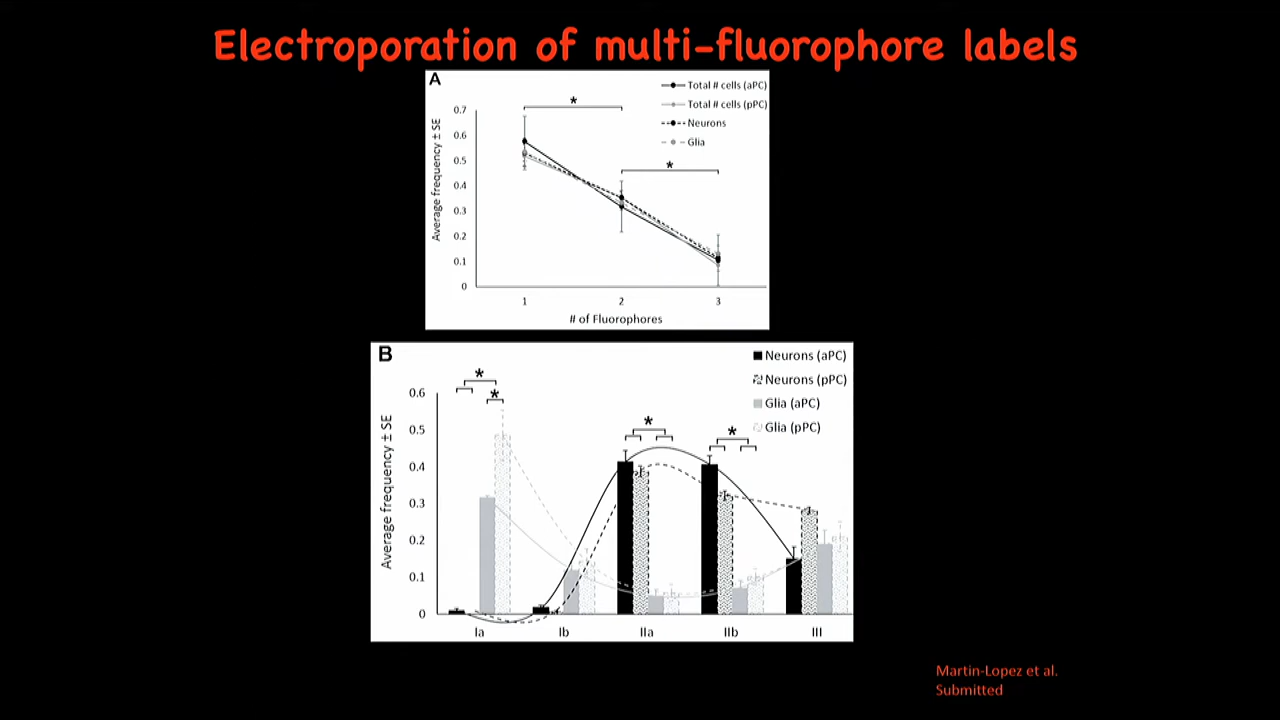 Electroporation of multi-fluorophore labels
A
Total # cells (aPC)
Total # cells (pPC)
Neurons
Glia
*
*
0.7
0.6
0.5
0.4
0.3
0.2
0.1
0
Average frequency ± SE
1 2 3
# of Fluorophores
B
Neurons (aPC)
Neurons (pPC)
Glia (aPC)
Glia (pPC)
*
*
*
*
0.6
0.5
0.4
0.3
0.2
0.1
0
Average frequency ± SE
Ia Ib IIa IIb III
Martin-Lopez et al.
Submitted